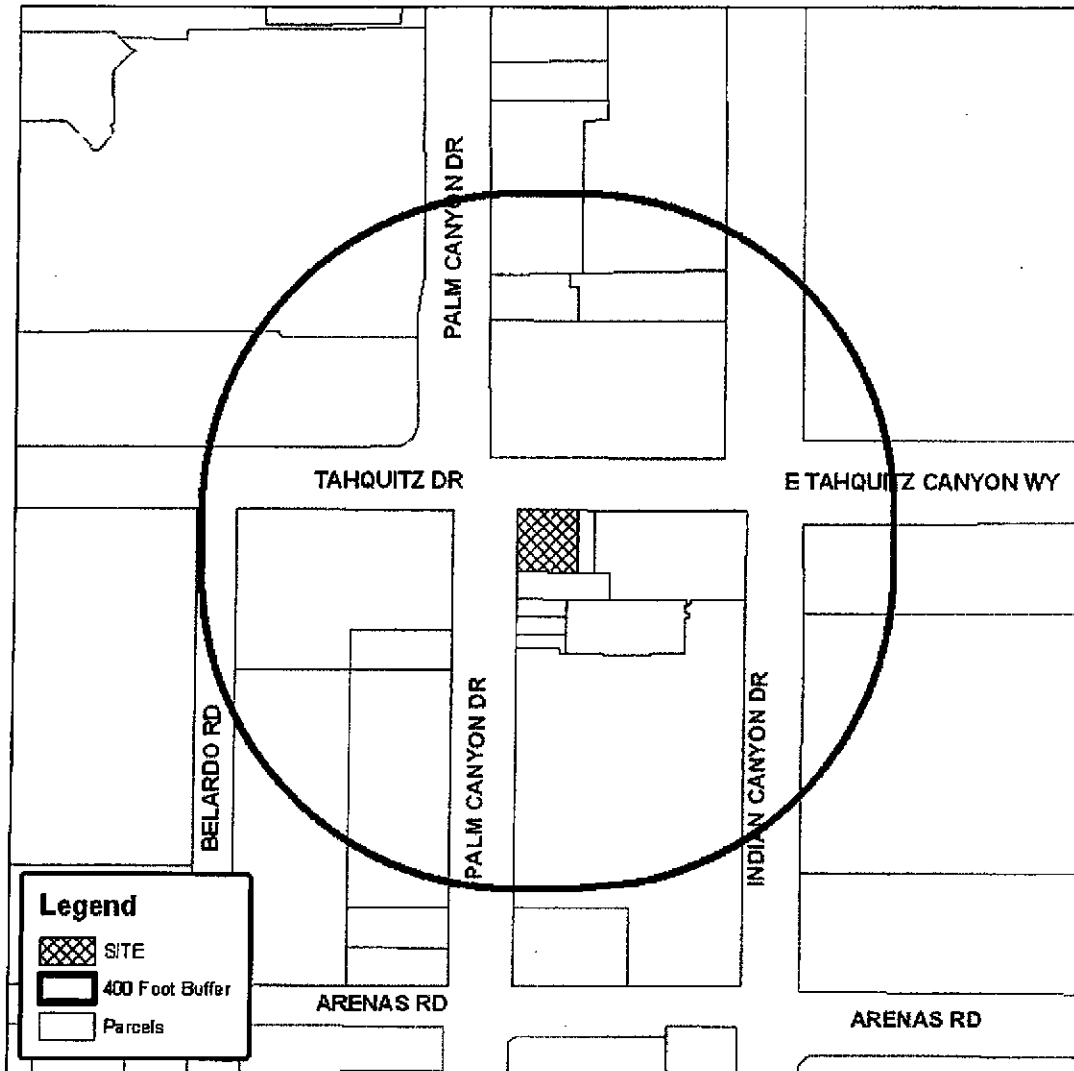 PALM CANYON DR
TAHQUITZ DR
E TAHQUITZ CANYON WY
BELARDO RD
PALM CANYON DR
INDIAN CANYON DR
Legend
SITE
400 Foot Buffer
Parcels
ARENAS RD
ARENAS RD